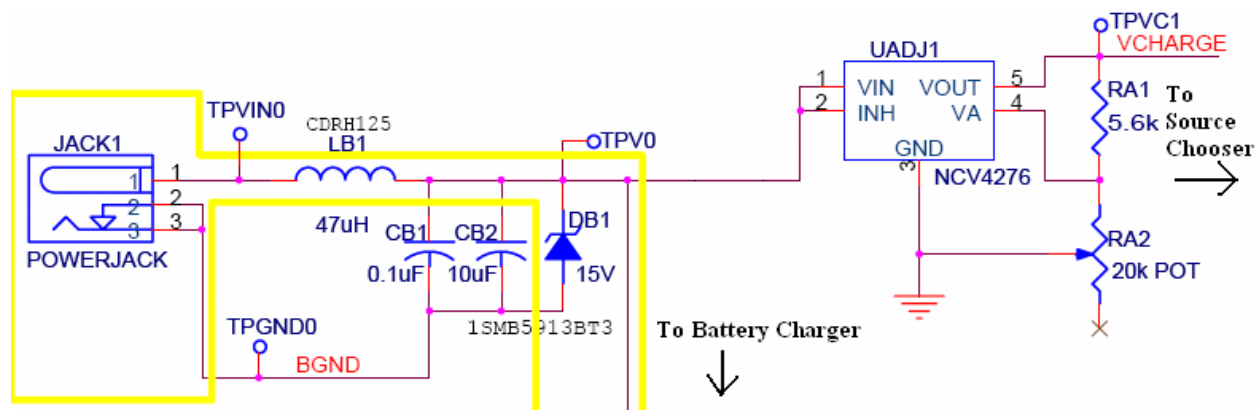 TPVC1
VCHARGE
UADJ1
1 VIN VOUT 5
2 INH VA 4
GND
3
NCV4276
RA1
5.6k
To
Source
Chooser
RA2
20k POT
TPVIN0
CDRH125
LB1
47uH
TPV0
JACK1
1 1
2 2
3 3
POWERJACK
CB1
0.1uF
CB2
10uF
DB1
15V
1SMB5913BT3
TPGND0
BGND
To Battery Charger